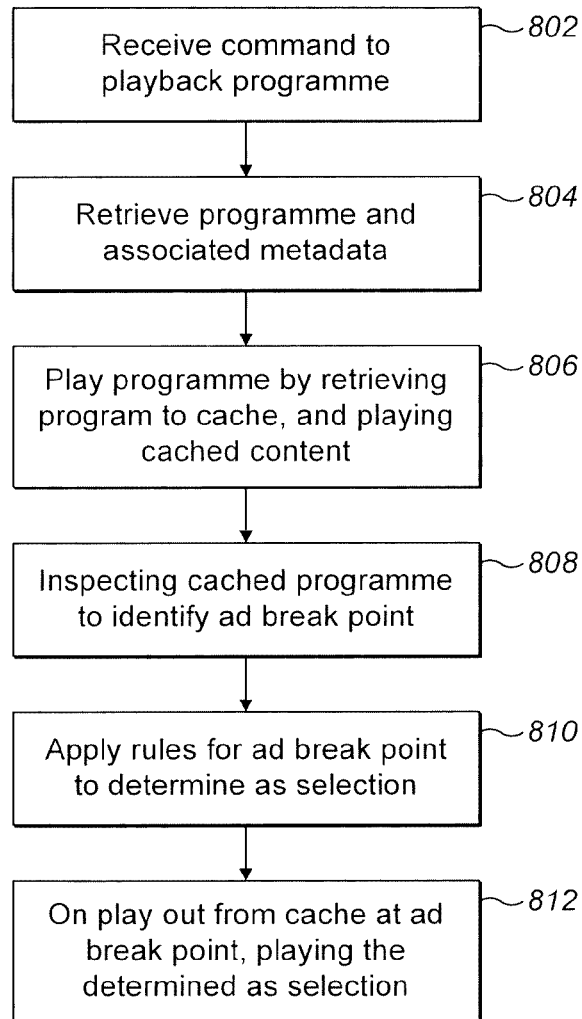 Receive command to
playback programme
802
Retrieve programme and
associated metadata
804
Play programme by retrieving
program to cache, and playing
cached content
806
Inspecting cached programme
to identify ad break point
808
Apply rules for ad break point
to determine as selection
810
On play out from cache at ad
break point, playing the
determined as selection
812